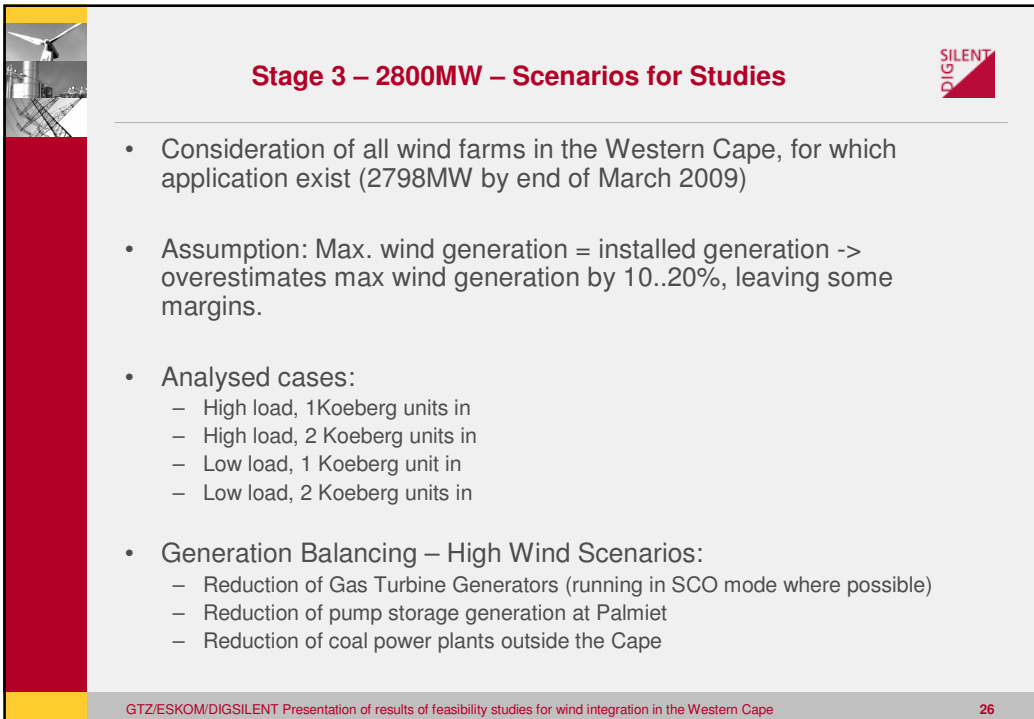 Stage 3 – 2800MW – Scenarios for Studies
DIG SILENT
• Consideration of all wind farms in the Western Cape, for which
application exist (2798MW by end of March 2009)
• Assumption: Max. wind generation = installed generation ->
overestimates max wind generation by 10..20%, leaving some
margins.
• Analysed cases:
– High load, 1Koeberg units in
– High load, 2 Koeberg units in
– Low load, 1 Koeberg unit in
– Low load, 2 Koeberg units in
• Generation Balancing – High Wind Scenarios:
– Reduction of Gas Turbine Generators (running in SCO mode where possible)
– Reduction of pump storage generation at Palmiet
– Reduction of coal power plants outside the Cape
GTZ/ESKOM/DIGSILENT Presentation of results of feasibility studies for wind integration in the Western Cape 26